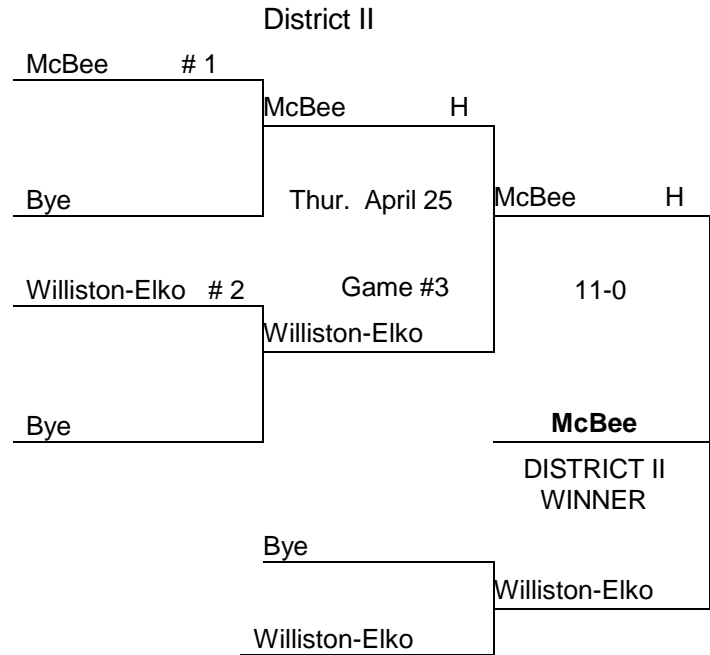 District II
McBee # 1
McBee H
Bye
Thur. April 25
McBee H
Williston-Elko # 2
Game #3
11-0
Williston-Elko
Bye
McBee
DISTRICT II
WINNER
Bye
Williston-Elko
Williston-Elko